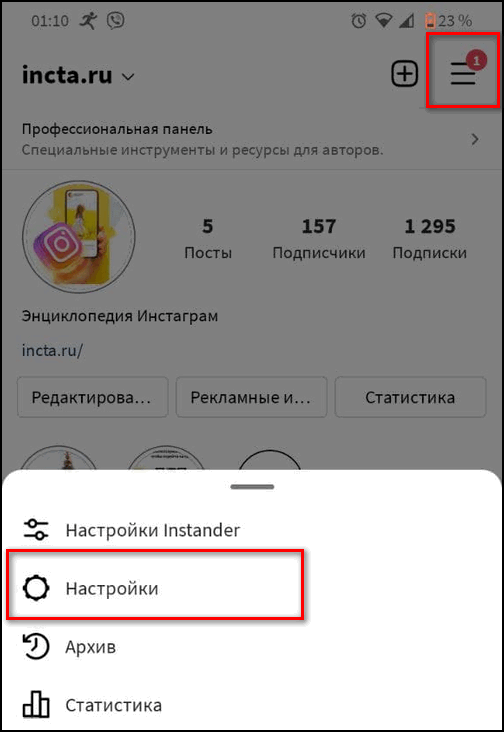 01:10
23 %
incta.ru
1
Профессиональная панель
Специальные инструменты и ресурсы для авторов.
5
157
1 295
Посты
Подписчики
Подписки
Энциклопедия Инстаграм
incta.ru/
Редактирова...
Рекламные и...
Статистика
Настройки Instander
Настройки
Архив
Статистика